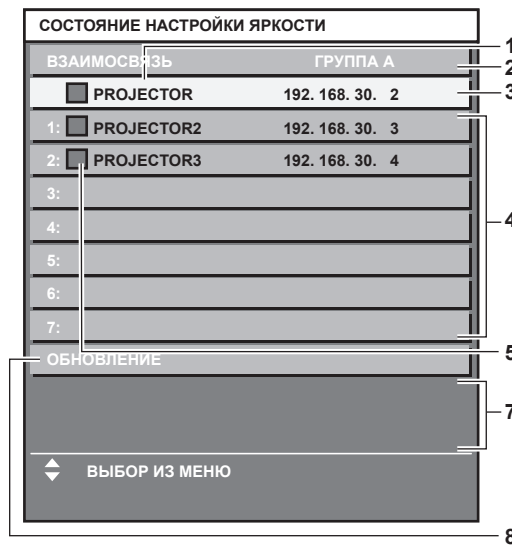 СОСТОЯНИЕ НАСТРОЙКИ ЯРКОСТИ
ВЗАИМОСВЯЗЬ ГРУППА A
PROJECTOR 192. 168. 30. 2
1: PROJECTOR2 192. 168. 30. 3
2: PROJECTOR3 192. 168. 30. 4
3:
4:
5:
6:
7:
ОБНОВЛЕНИЕ
ВЫБОР ИЗ МЕНЮ
1
2
3
4
5
7
8